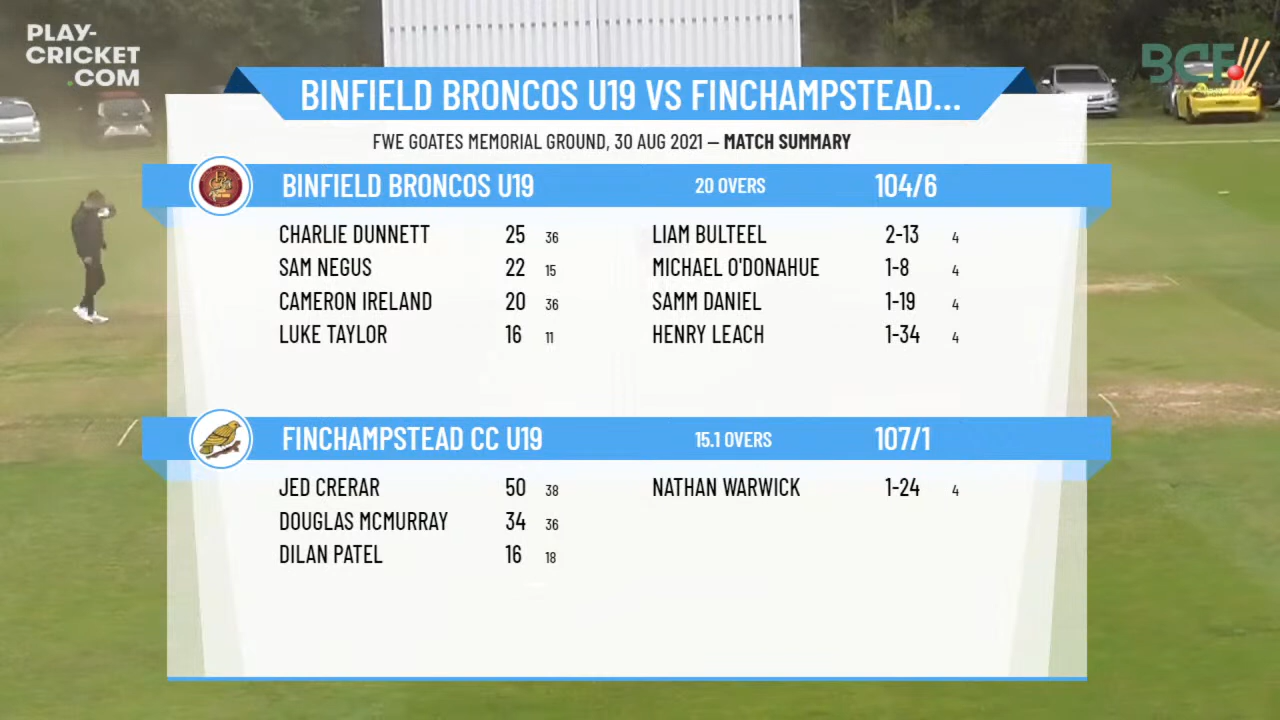 PLAY-
CRICKET
.COM
BCF
BINFIELD BRONCOS U19 VS FINCHAMPSTEAD...
FWE GOATES MEMORIAL GROUND, 30 AUG 2021 – MATCH SUMMARY
BINFIELD BRONCOS U19 20 OVERS 104/6
CHARLIE DUNNETT 25 36 LIAM BULTEEL 2-13 4
SAM NEGUS 22 15 MICHAEL O'DONAHUE 1-8 4
CAMERON IRELAND 20 36 SAMM DANIEL 1-19 4
LUKE TAYLOR 16 11 HENRY LEACH 1-34 4
FINCHAMPSTEAD CC U19 15.1 OVERS 107/1
JED CRERAR 50 38 NATHAN WARWICK 1-24 4
DOUGLAS MCMURRAY 34 36
DILAN PATEL 16 18